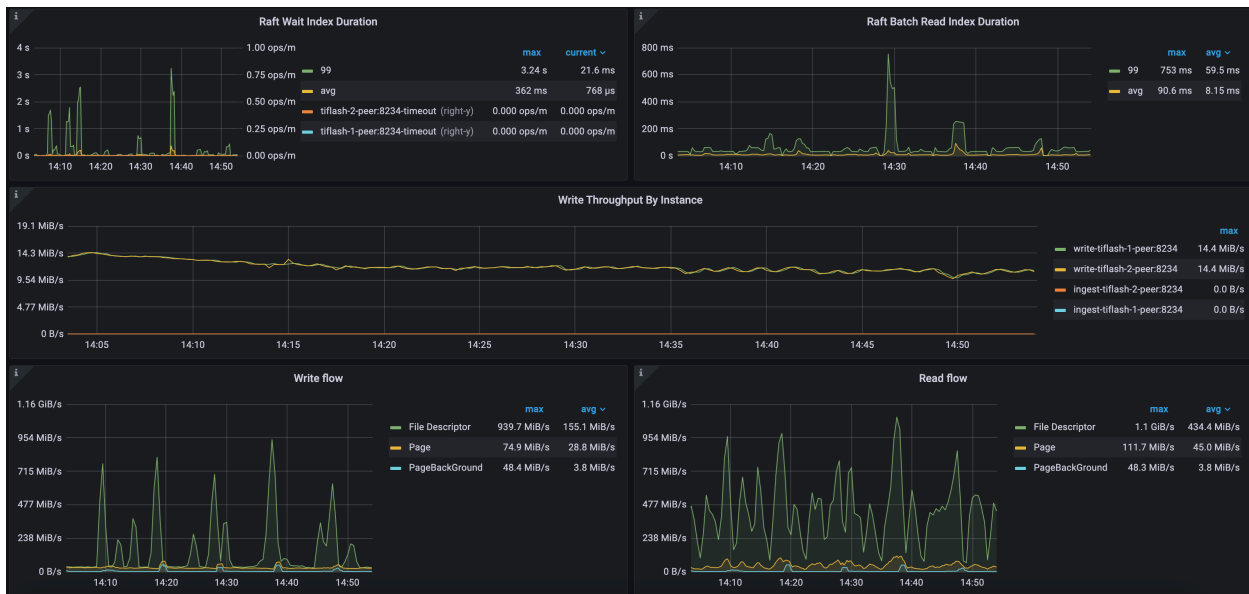 Raft Wait Index Duration
4 s
3 s
2 s
1 s
0 s
1.00 ops/m
0.75 ops/m
0.50 ops/m
0.25 ops/m
0.00 ops/m
14:10 14:20 14:30 14:40 14:50
max current
99 3.24 s 21.6 ms
avg 362 ms 768 µs
tiflash-2-peer:8234-timeout (right-y) 0.000 ops/m 0.000 ops/m
tiflash-1-peer:8234-timeout (right-y) 0.000 ops/m 0.000 ops/m
Raft Batch Read Index Duration
800 ms
600 ms
400 ms
200 ms
0 s
14:10 14:20 14:30 14:40 14:50
max avg
99 753 ms 59.5 ms
avg 90.6 ms 8.15 ms
Write Throughput By Instance
19.1 MiB/s
14.3 MiB/s
9.54 MiB/s
4.77 MiB/s
0 B/s
14:05 14:10 14:15 14:20 14:25 14:30 14:35 14:40 14:45 14:50
max
write-tiflash-1-peer:8234 14.4 MiB/s
write-tiflash-2-peer:8234 14.4 MiB/s
ingest-tiflash-2-peer:8234 0.0 B/s
ingest-tiflash-1-peer:8234 0.0 B/s
Write flow
1.16 GiB/s
954 MiB/s
715 MiB/s
477 MiB/s
238 MiB/s
0 B/s
14:10 14:20 14:30 14:40 14:50
max avg
File Descriptor 939.7 MiB/s 155.1 MiB/s
Page 74.9 MiB/s 28.8 MiB/s
PageBackGround 48.4 MiB/s 3.8 MiB/s
Read flow
1.16 GiB/s
954 MiB/s
715 MiB/s
477 MiB/s
238 MiB/s
0 B/s
14:10 14:20 14:30 14:40 14:50
max avg
File Descriptor 1.1 GiB/s 434.4 MiB/s
Page 111.7 MiB/s 45.0 MiB/s
PageBackGround 48.3 MiB/s 3.8 MiB/s